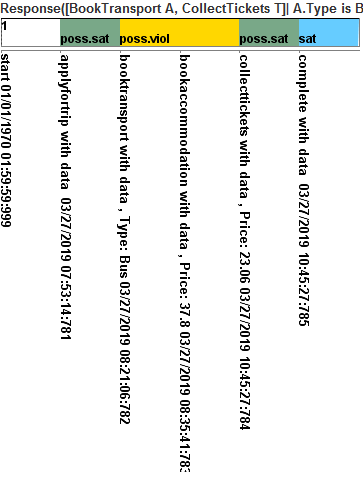 Response([BookTransport A, CollectTickets T]| A.Type is B
1
poss.sat
poss.viol
poss.sat
sat
start 01/01/1970 01:59:59:999
applyfortrip with data 03/27/2019 07:53:14:781
booktransport with data , Type: Bus 03/27/2019 08:21:06:782
bookaccommodation with data , Price: 37.8 03/27/2019 08:35:41:783
collecttickets with data , Price: 23.06 03/27/2019 10:45:27:784
complete with data 03/27/2019 10:45:27:785